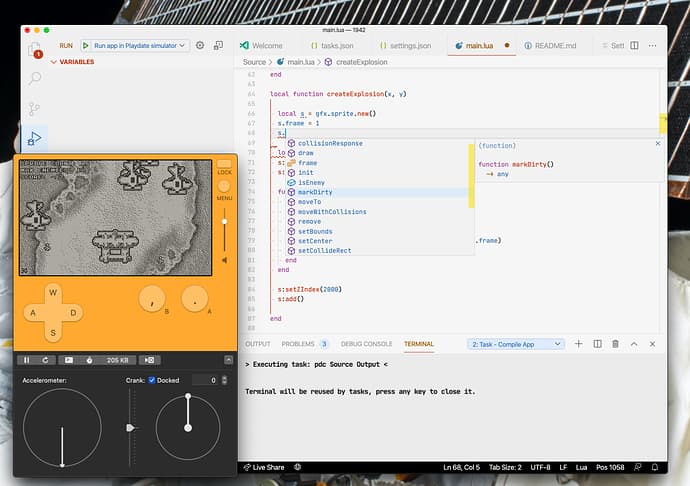 main.lua — 1942
RUN
Run app in Playdate simulator
VARIABLES
1
Welcome
tasks.json
settings.json
main.lua
README.md
Sett
Source > main.lua > createExplosion
62 end
63
64 local function createExplosion(x, y)
65
66 local s = gfx.sprite.new()
67 s.frame = 1
68 s.
69
70 lo
71 s:
72 s:
73
74 fu
collisionResponse
draw
frame
init
isEnemy
markDirty
moveTo
moveWithCollisions
remove
setBounds
setCenter
setCollideRect
(function)
function markDirty()
→ any
.frame)
81 end
82 end
83
84 s:setZIndex(2000)
85 s:add()
86
87 end
88
OUTPUT
PROBLEMS 3
DEBUG CONSOLE
TERMINAL
2: Task - Compile App
> Executing task: pdc Source Output <
Terminal will be reused by tasks, press any key to close it.
LOCK
MENU
30
W
A
D
S
,
B
.
A
205 KB
Accelerometer:
Crank:
Docked
0
Live Share
Ln 68, Col 5
Tab Size: 2
UTF-8
LF
Lua
Pos 1058